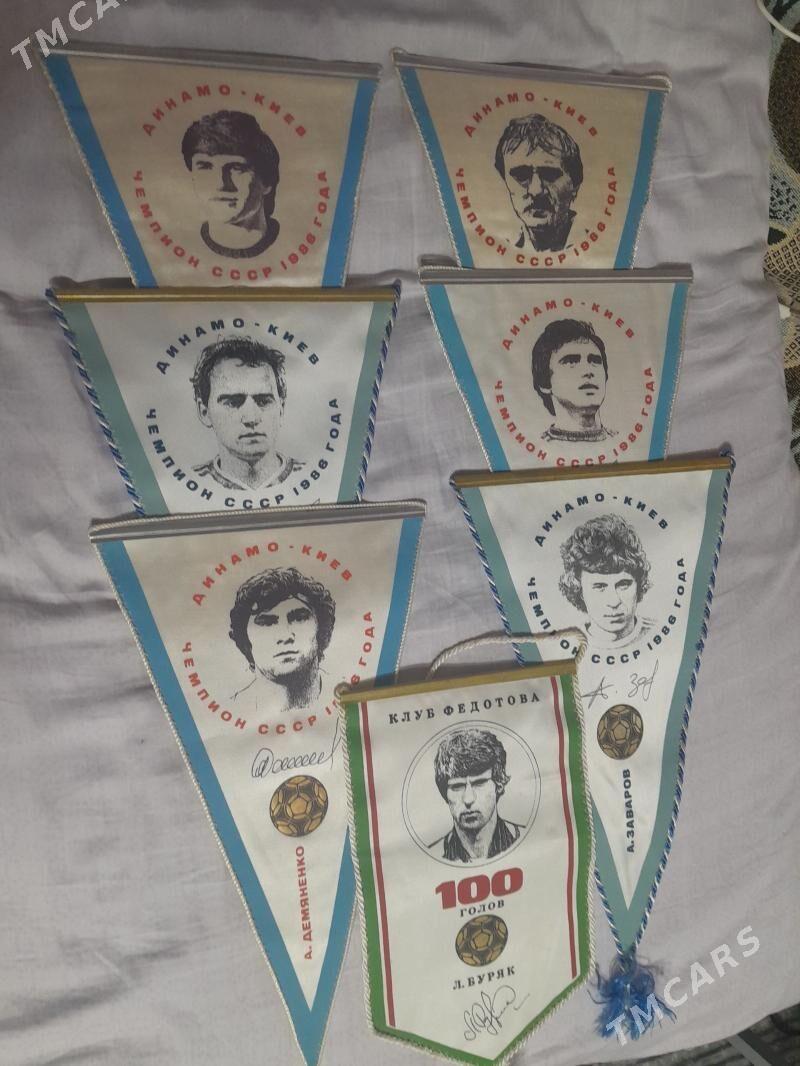 TMCARS
ДИНАМО - КИЕВ
ЧЕМПИОН СССР 1986 ГОДА
ДИНАМО - КИЕВ
ЧЕМПИОН СССР 1986 ГОДА
ДИНАМО - КИЕВ
ЧЕМПИОН СССР 1986 ГОДА
ДИНАМО - КИЕВ
ЧЕМПИОН СССР 1986 ГОДА
ДИНАМО - КИЕВ
ЧЕМПИОН СССР 19 ГОДА
А. ДЕМЯНЕНКО
ДИНАМО - КИЕВ
ЧЕМПИОН СССР 1986 ГОДА
А. Зав
А. ЗАВАРОВ
КЛУБ ФЕДОТОВА
100
ГОЛОВ
Л. БУРЯК
TMCARS